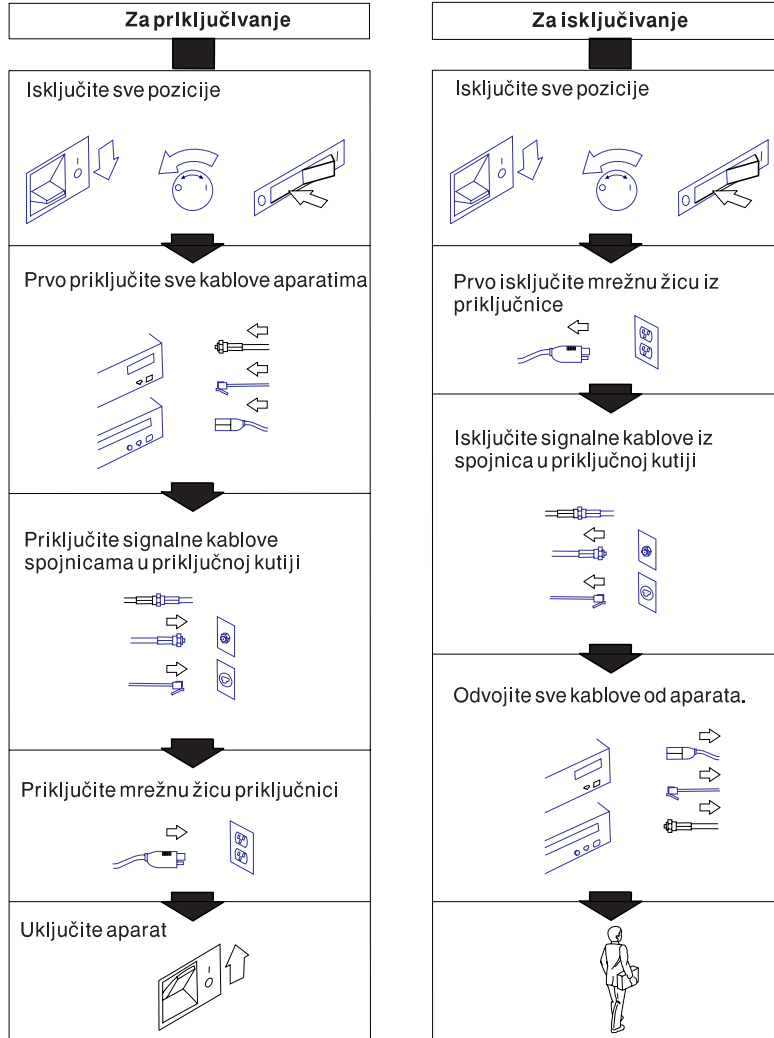 Za priključivanje
Isključite sve pozicije
Prvo priključite sve kablove aparatima
Priključite signalne kablove
spojnicama u priključnoj kutiji
Priključite mrežnu žicu priključnici
Uključite aparat
Za isključivanje
Isključite sve pozicije
Prvo isključite mrežnu žicu iz
priključnice
Isključite signalne kablove iz
spojnica u priključnoj kutiji
Odvojite sve kablove od aparata.